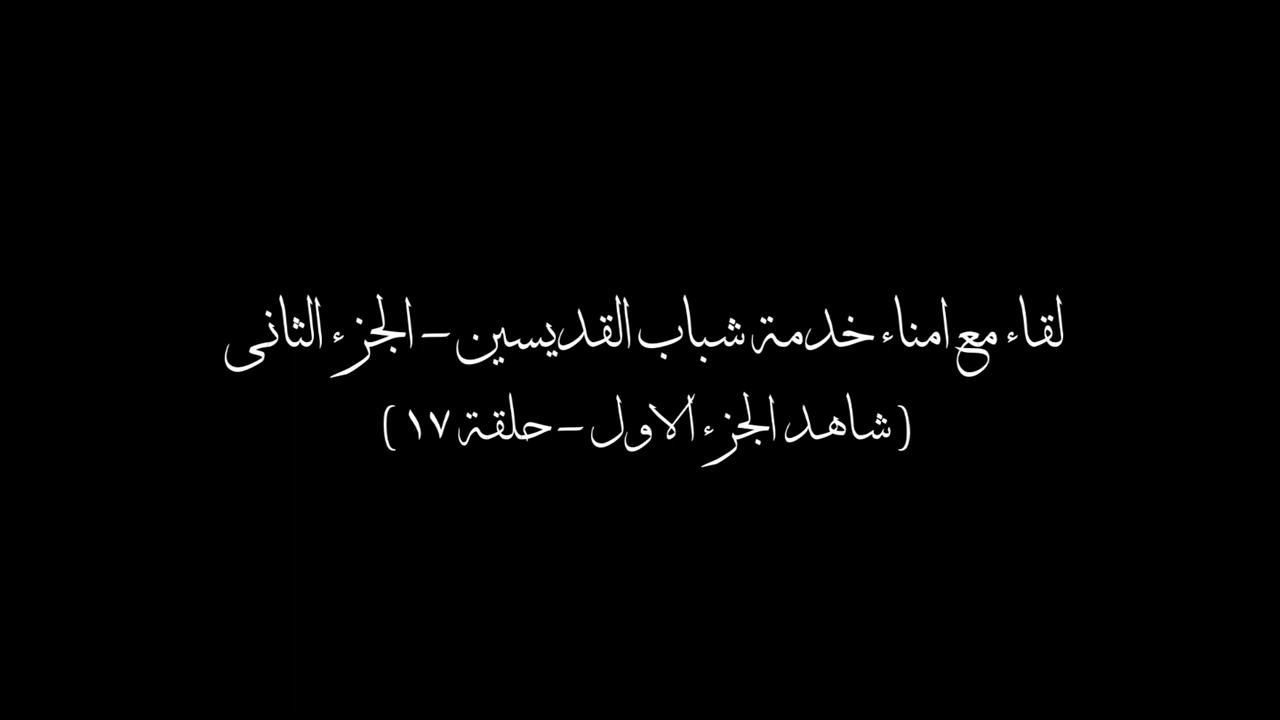 لقاء مع امناء خدمة شباب القديسين - الجزء الثانى
( شاهد الجزء الاول - حلقة ١٧ )